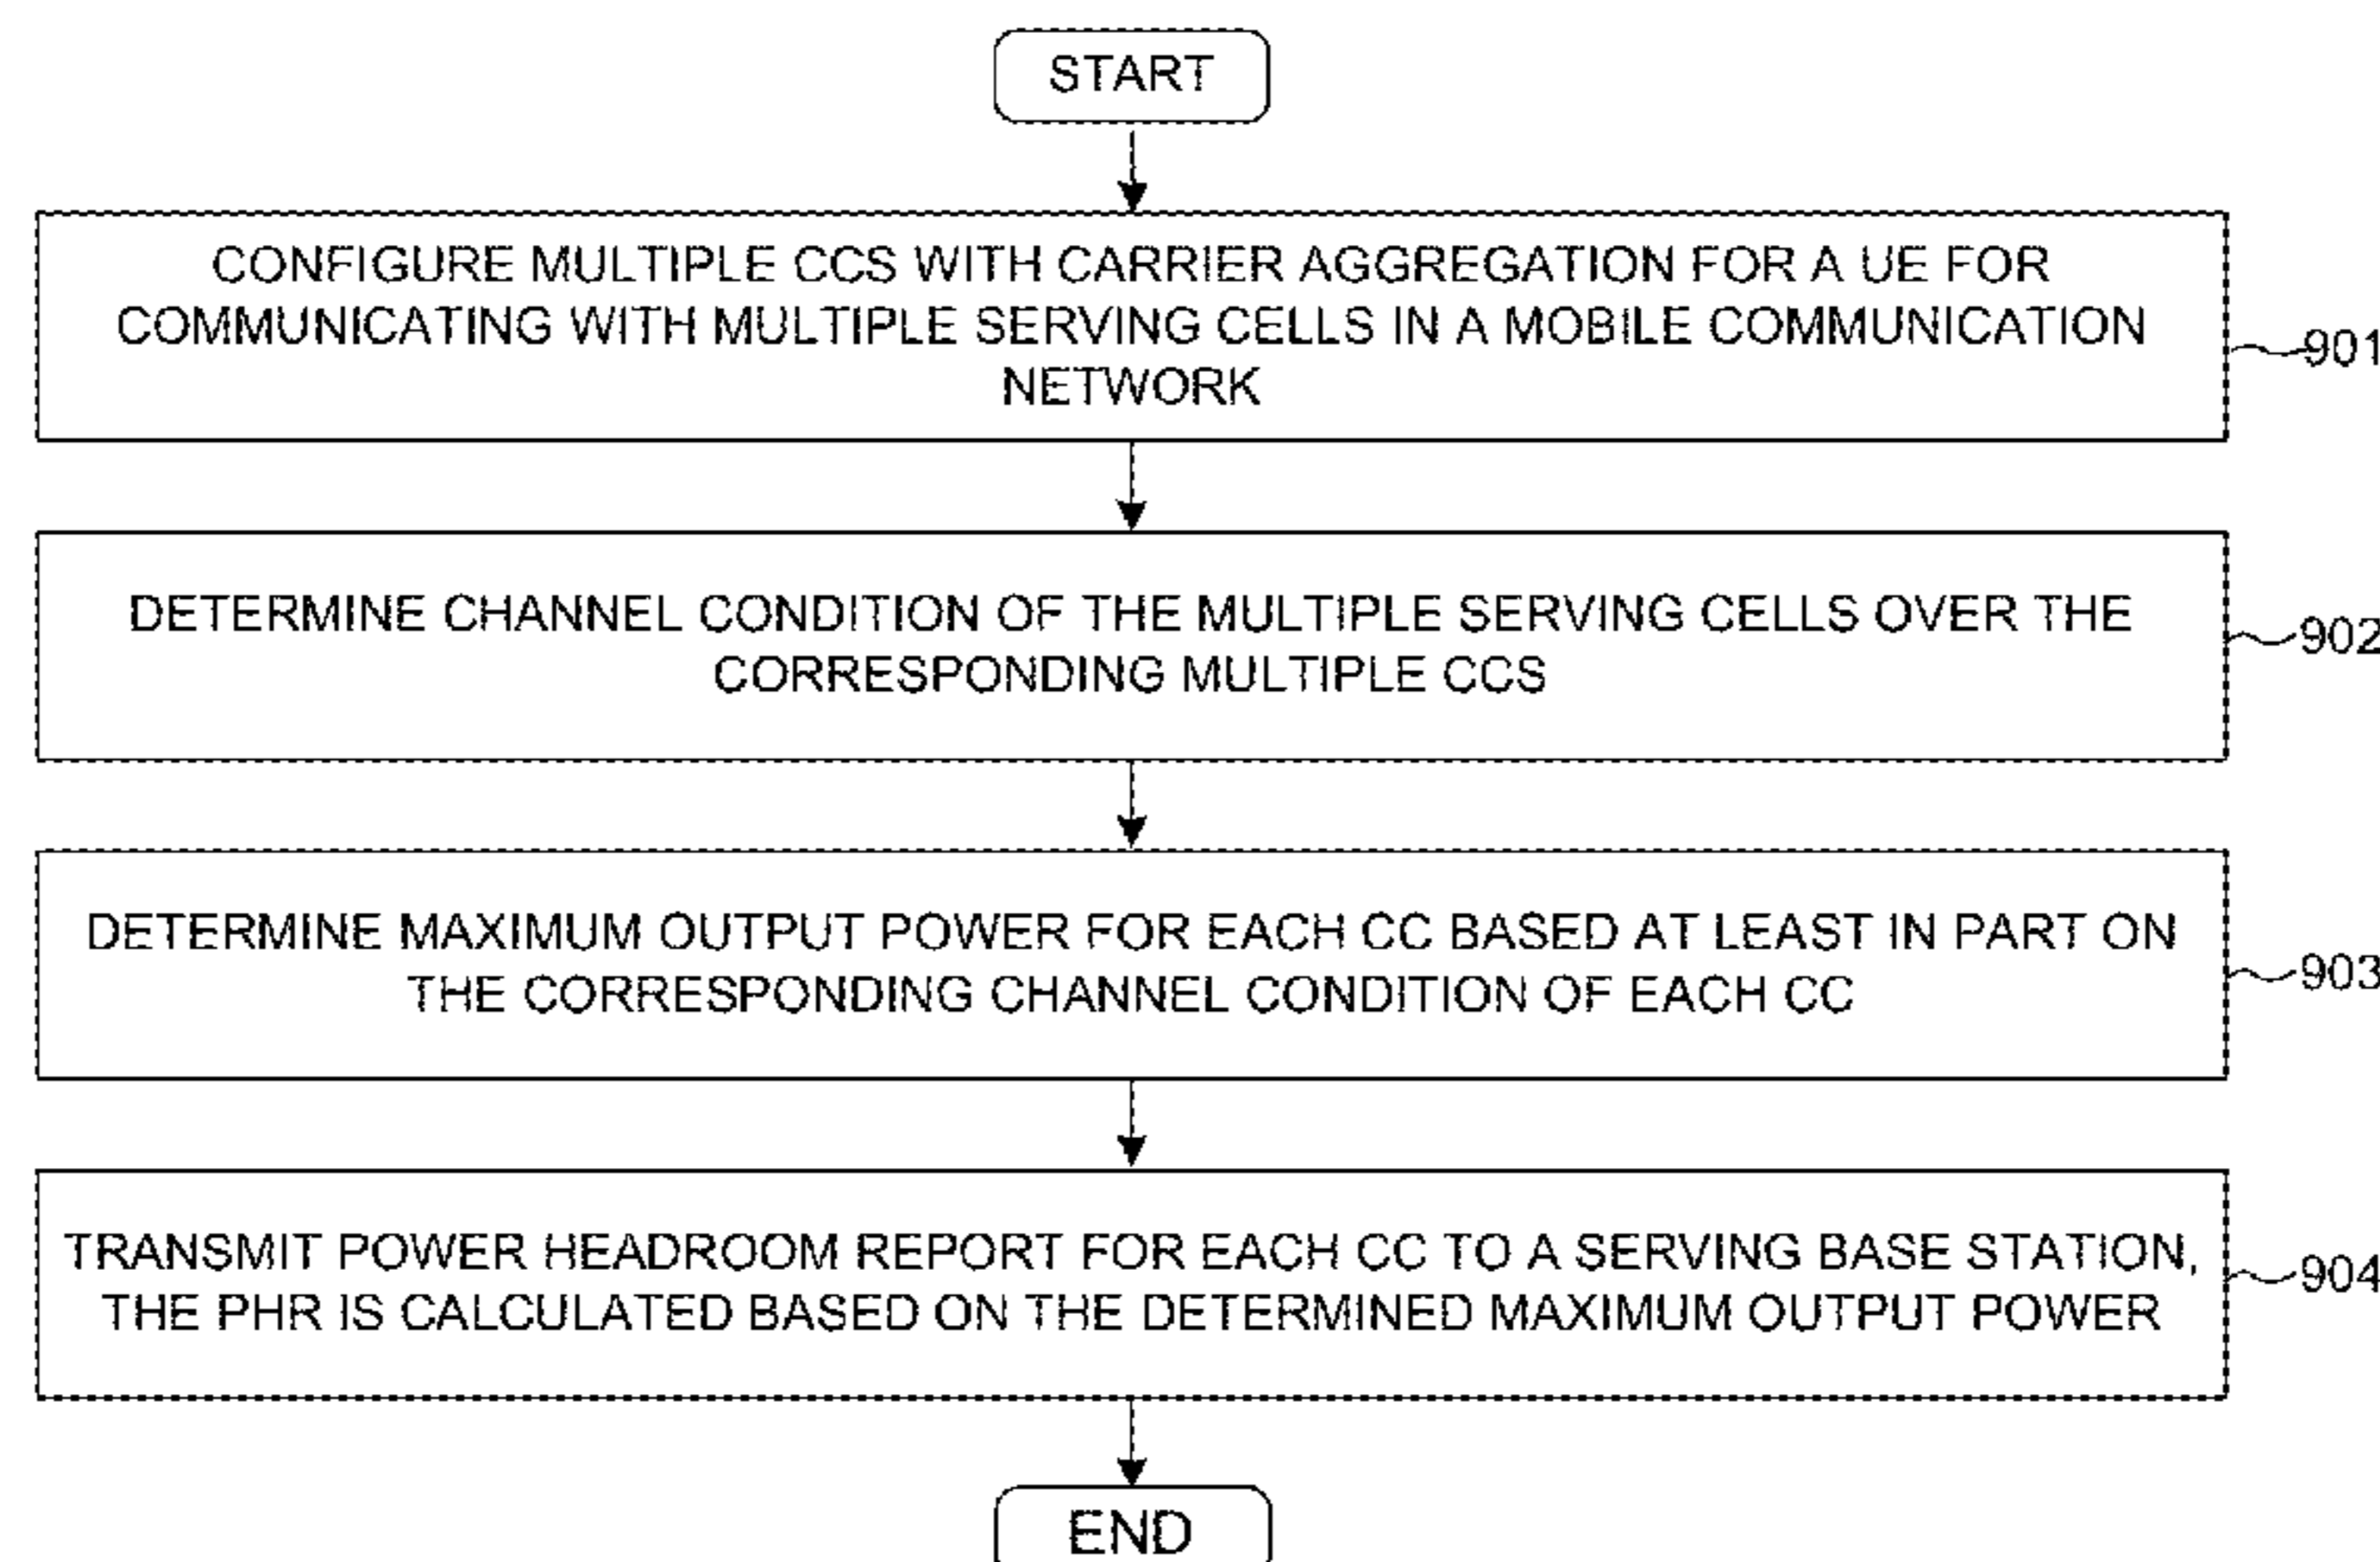 START
CONFIGURE MULTIPLE CCS WITH CARRIER AGGREGATION FOR A UE FOR
COMMUNICATING WITH MULTIPLE SERVING CELLS IN A MOBILE COMMUNICATION
NETWORK
901
DETERMINE CHANNEL CONDITION OF THE MULTIPLE SERVING CELLS OVER THE
CORRESPONDING MULTIPLE CCS
902
DETERMINE MAXIMUM OUTPUT POWER FOR EACH CC BASED AT LEAST IN PART ON
THE CORRESPONDING CHANNEL CONDITION OF EACH CC
903
TRANSMIT POWER HEADROOM REPORT FOR EACH CC TO A SERVING BASE STATION,
THE PHR IS CALCULATED BASED ON THE DETERMINED MAXIMUM OUTPUT POWER
904
END